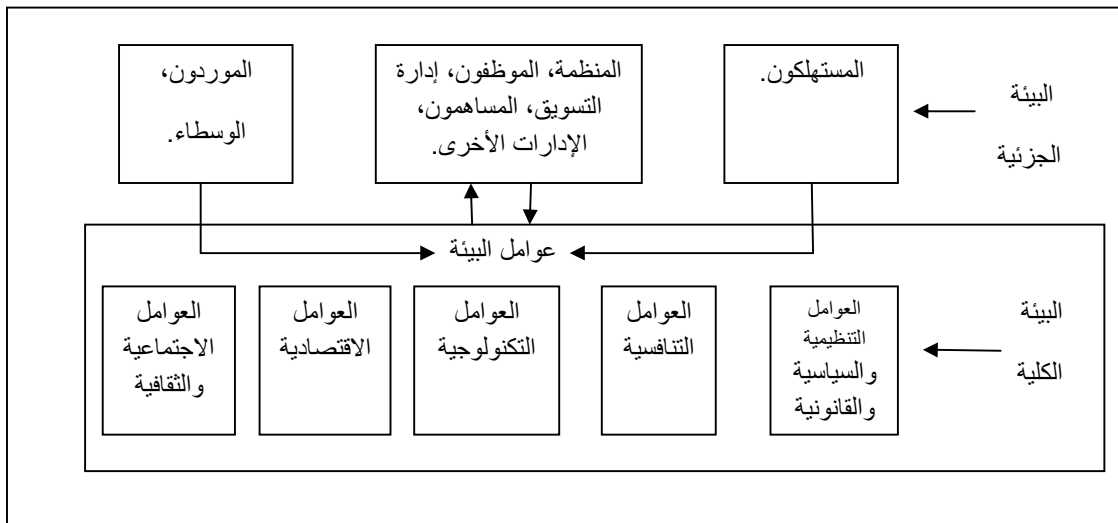 المستهلكون.
المنظمة، الموظفون، إدارة
التسويق، المساهمون،
الإدارات الأخرى.
الموردون،
الوسطاء.
البيئة
الجزئية
عوامل البيئة
العوامل
التنظيمية
والسياسية
والقانونية
العوامل
التنافسية
العوامل
التكنولوجية
العوامل
الاقتصادية
العوامل
الاجتماعية
والثقافية
البيئة
الكلية